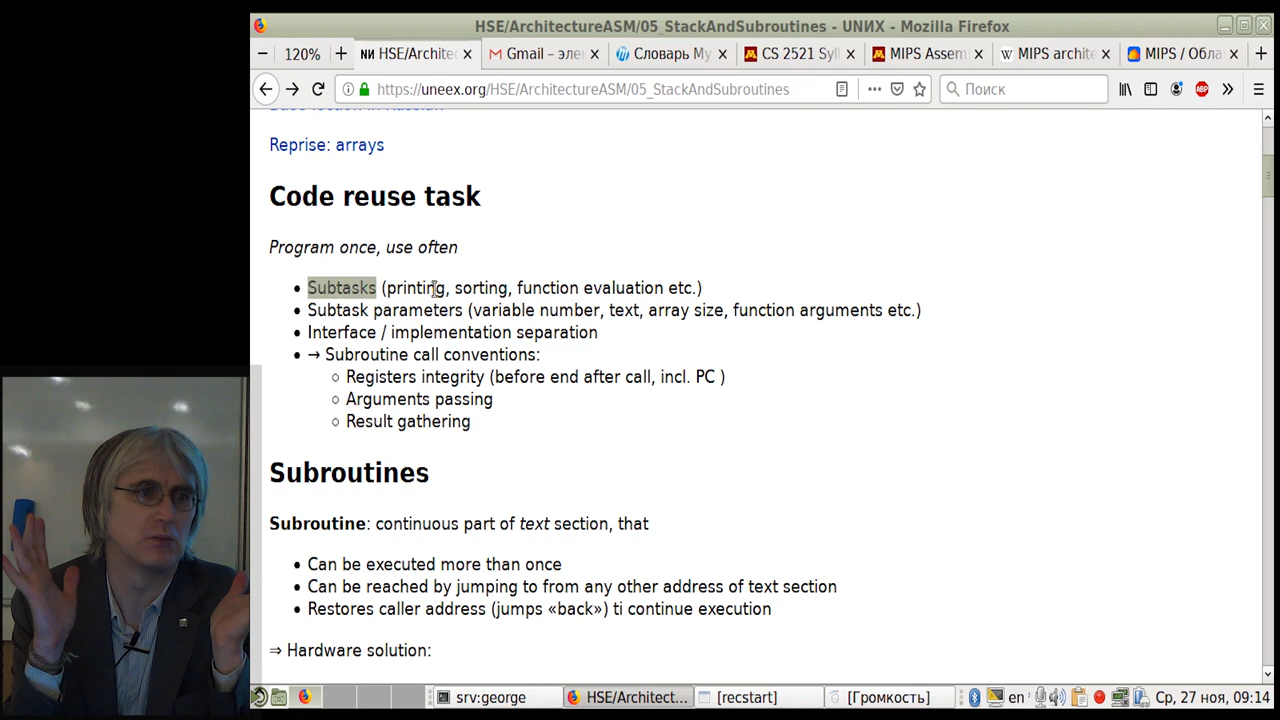 HSE/ArchitectureASM/05_StackAndSubroutines - UNИX - Mozilla Firefox
120%
ᴎИ HSE/Architec
Gmail – эле
Словарь Му
CS 2521 Syll
MIPS Assem
MIPS archite
MIPS / Обла
https://uneex.org/HSE/ArchitectureASM/05_StackAndSubroutines
Поиск
ABP
Reprise: arrays
Code reuse task
Program once, use often
Subtasks (printing, sorting, function evaluation etc.)
Subtask parameters (variable number, text, array size, function arguments etc.)
Interface / implementation separation
→ Subroutine call conventions:
Registers integrity (before end after call, incl. PC )
Arguments passing
Result gathering
Subroutines
Subroutine: continuous part of text section, that
Can be executed more than once
Can be reached by jumping to from any other address of text section
Restores caller address (jumps «back») ti continue execution
⇒ Hardware solution:
srv:george
HSE/Architect...
[recstart]
[Громкость]
en
Ср, 27 ноя, 09:14